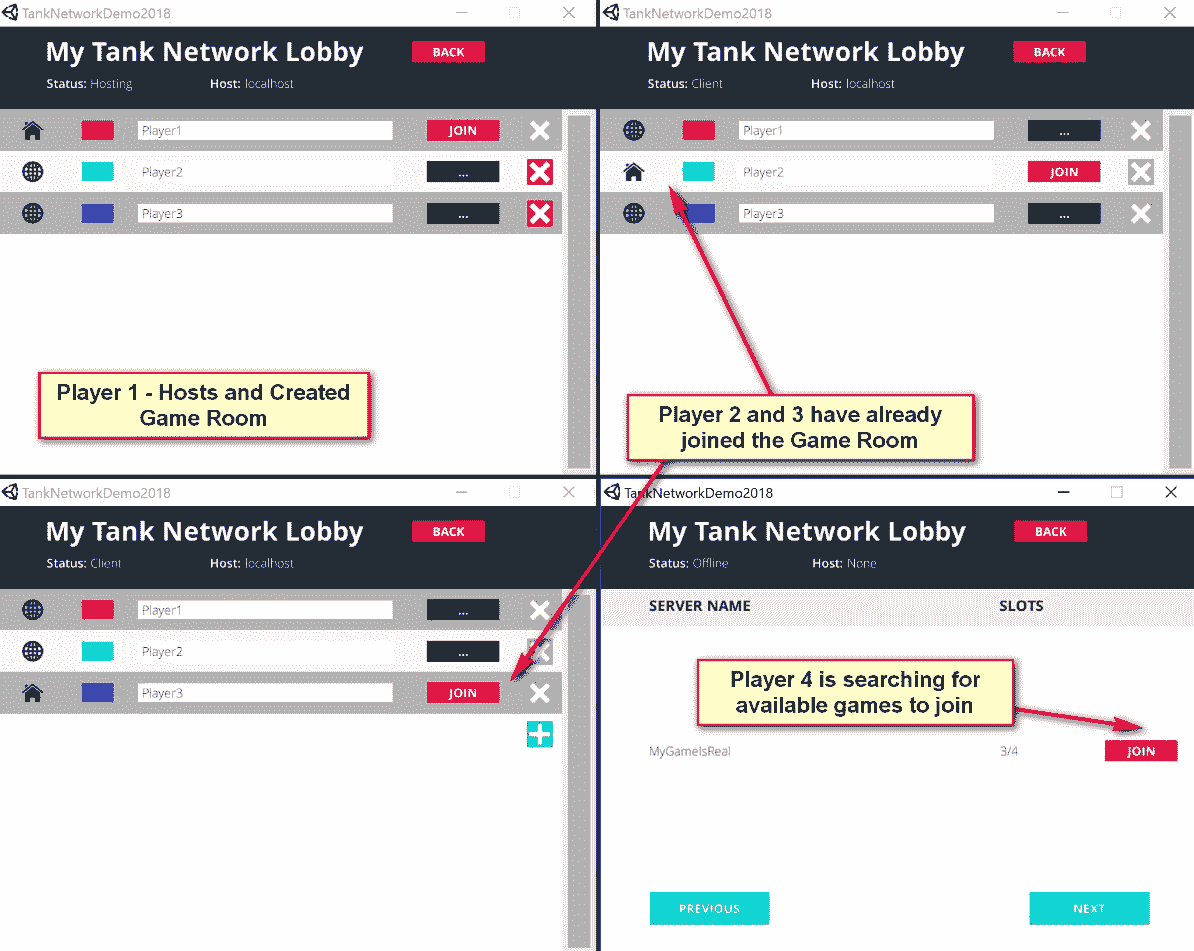 TankNetworkDemo2018
My Tank Network Lobby
BACK
Status: Hosting
Host: localhost
Player1
JOIN
Player2
...
Player3
...
Player 1 - Hosts and Created
Game Room
TankNetworkDemo2018
My Tank Network Lobby
BACK
Status: Client
Host: localhost
Player1
...
Player2
JOIN
Player3
...
Player 2 and 3 have already
joined the Game Room
TankNetworkDemo2018
My Tank Network Lobby
BACK
Status: Client
Host: localhost
Player1
...
Player2
...
Player3
JOIN
TankNetworkDemo2018
My Tank Network Lobby
BACK
Status: Offline
Host: None
SERVER NAME
SLOTS
Player 4 is searching for
available games to join
MyGameIsReal
3/4
JOIN
PREVIOUS
NEXT